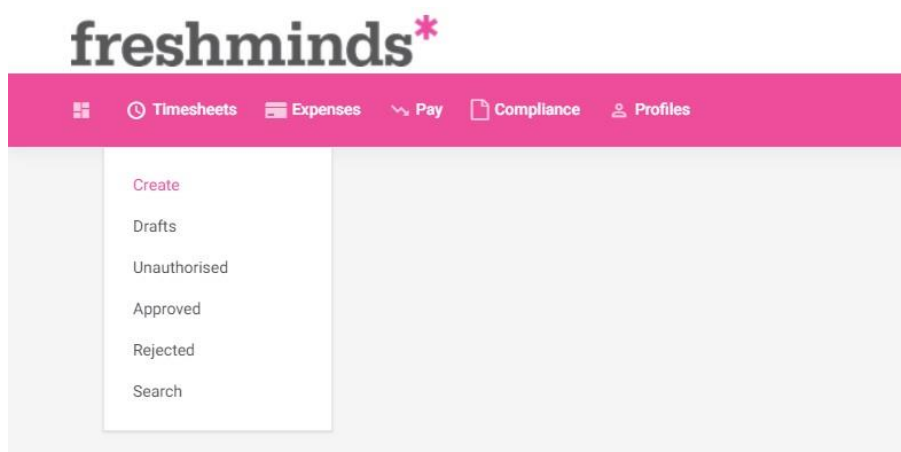 freshminds*
Timesheets Expenses Pay Compliance Profiles
Create
Drafts
Unauthorised
Approved
Rejected
Search